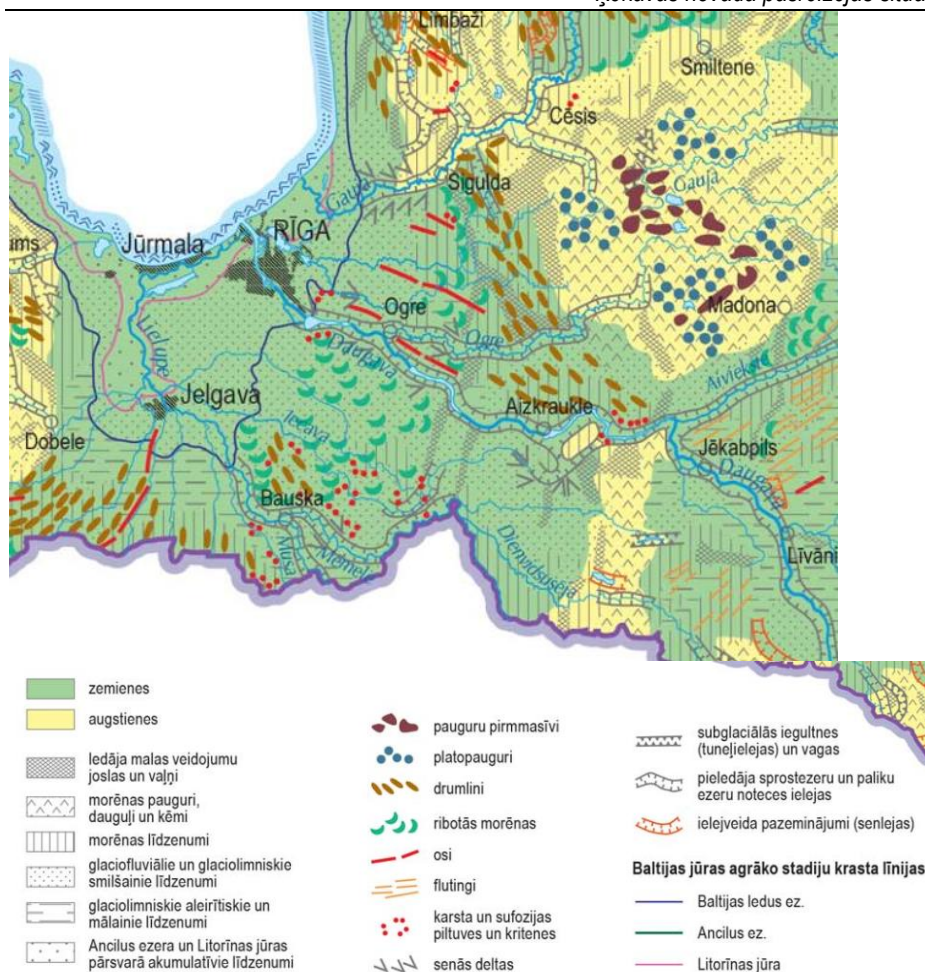 Ķekavas novada pašreizējās situā
Limbaži
Smiltene
Cēsis
Sigulda
Gauja
Gauja
RĪGA
Jūrmala
Madona
Ogre
Ogre
Lielupe
Daugava
Aiviekste
Jelgava
Aizkraukle
Dobele
Iecava
Jēkabpils
Daugava
Bauska
Mūsa
Mēmele
Dienvidsusēja
Līvāni
zemienes
augstienes
ledāja malas veidojumu
joslas un vaļņi
morēnas pauguri,
dauguļi un kēmi
morēnas līdzenumi
glaciofluviālie un glaciolimniskie
smilšainie līdzenumi
glaciolimniskie aleirītiskie un
mālainie līdzenumi
Ancilus ezera un Litorīnas jūras
pārsvarā akumulatīvie līdzenumi
pauguru pirmmasīvi
platopauguri
drumlini
ribotās morēnas
osi
flutingi
karsta un sufozijas
piltuves un kritenes
senās deltas
subglaciālās iegultnes
(tuneļielejas) un vagas
pieledāja sprostezeru un paliku
ezeru noteces ielejas
ielejveida pazeminājumi (senlejas)
Baltijas jūras agrāko stadiju krasta līnijas
Baltijas ledus ez.
Ancilus ez.
Litorīnas jūra